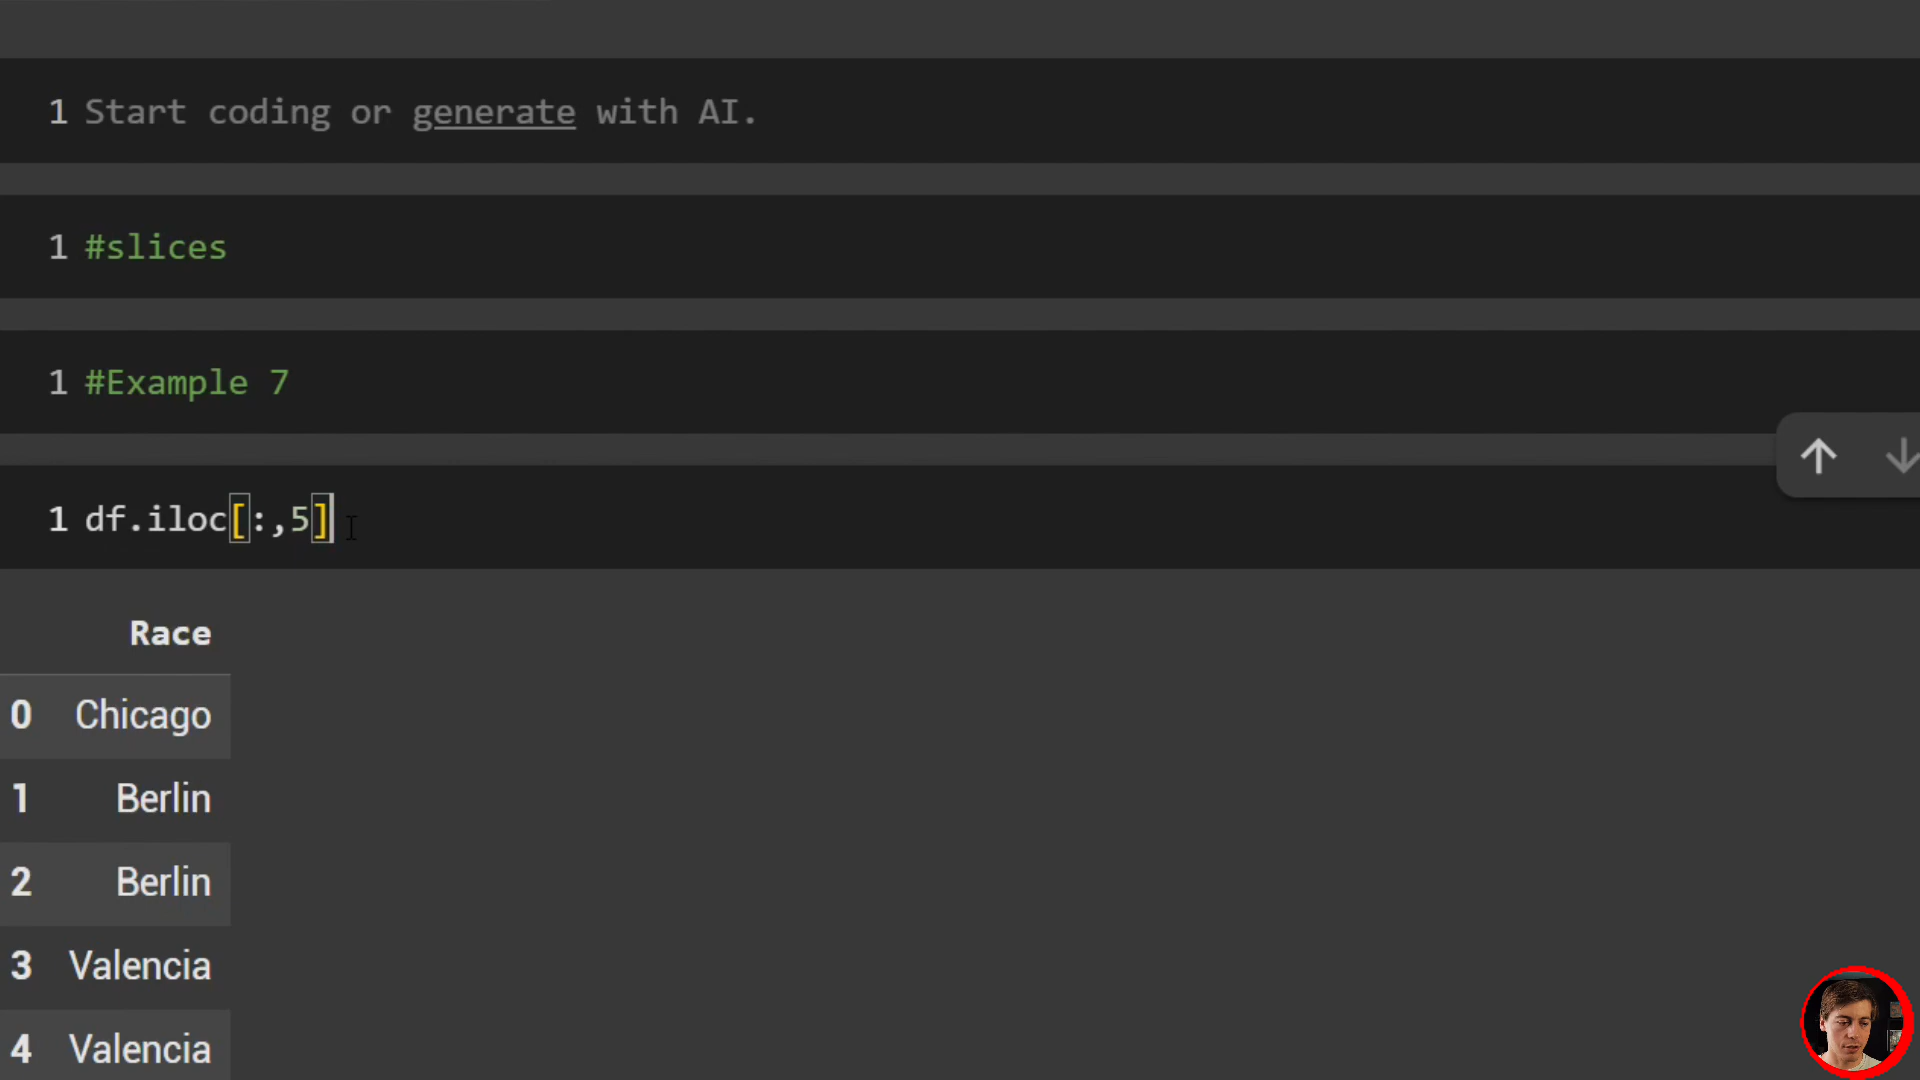 1 Start coding or generate with AI.
1 #slices
1 #Example 7
1 df.iloc[:,5]
Race
0 Chicago
1 Berlin
2 Berlin
3 Valencia
4 Valencia